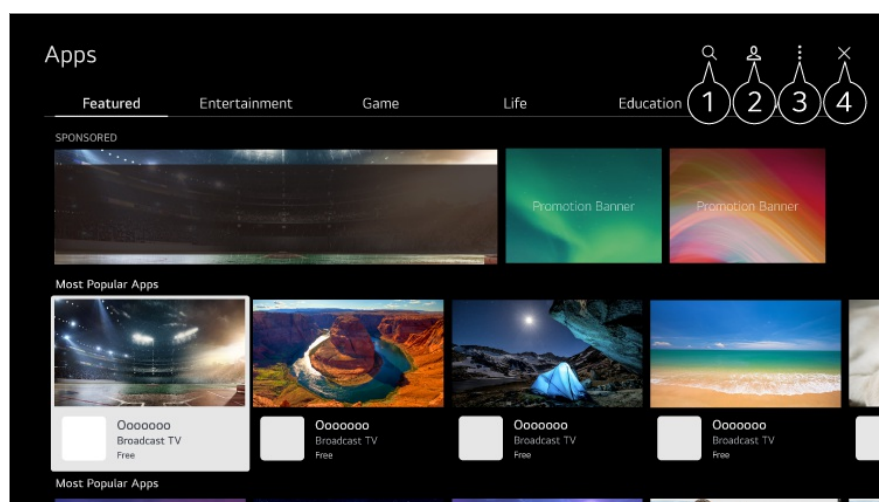 Apps
Featured Entertainment Game Life Education
1 2 3 4
SPONSORED
Promotion Banner Promotion Banner
Most Popular Apps
Ooooooo Ooooooo Ooooooo Ooooooo
Broadcast TV Broadcast TV Broadcast TV Broadcast TV
Free Free Free Free
Most Popular Apps